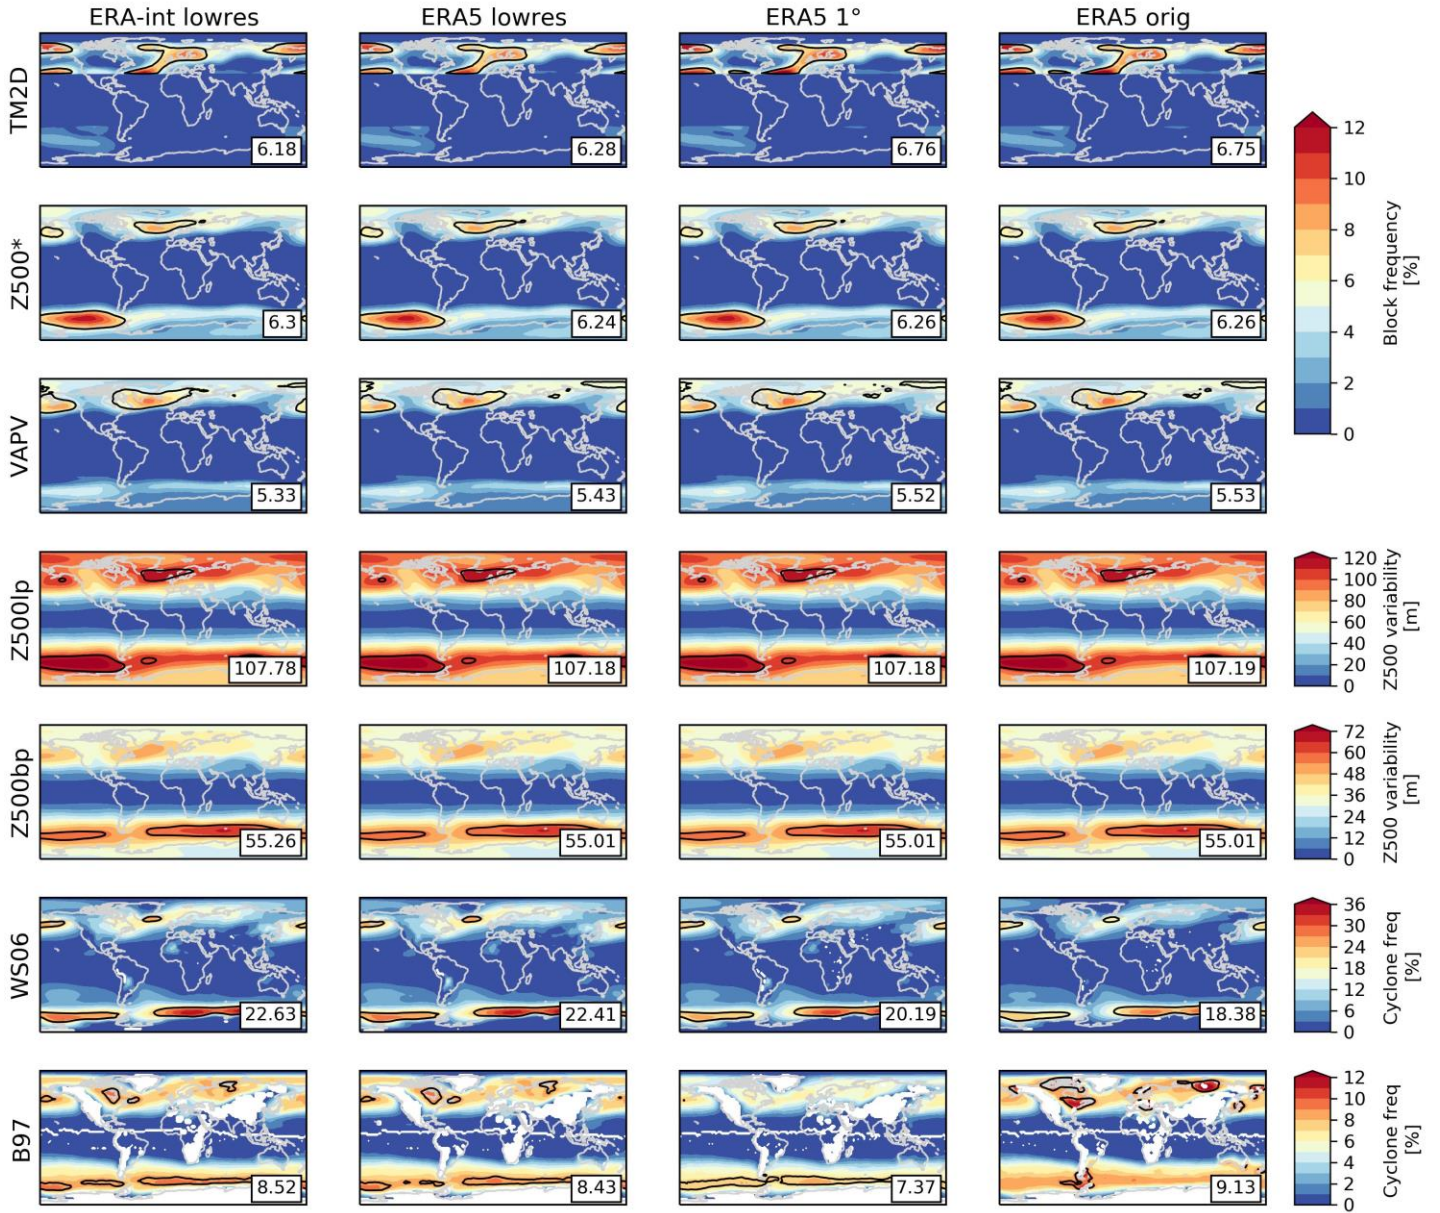 ERA-int lowres ERA5 lowres ERA5 1° ERA5 orig
TM2D
6.18 6.28 6.76 6.75
Z500*
6.3 6.24 6.26 6.26
VAPV
5.33 5.43 5.52 5.53
12
10
8
6
4
2
0
Block frequency
[%]
Z500lp
107.78 107.18 107.18 107.19
120
100
80
60
40
20
0
Z500 variability
[m]
Z500bp
55.26 55.01 55.01 55.01
72
60
48
36
24
12
0
Z500 variability
[m]
WS06
22.63 22.41 20.19 18.38
36
30
24
18
12
6
0
Cyclone freq
[%]
B97
8.52 8.43 7.37 9.13
12
10
8
6
4
2
0
Cyclone freq
[%]